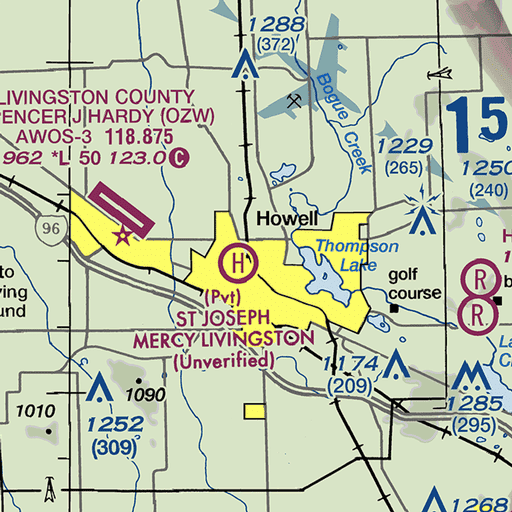 1288
(372)
LIVINGSTON COUNTY
PENCER J HARDY (OZW)
AWOS-3 118.875
962 *L 50 123.0 C
Bogue Creek
15
1229
(265)
1250
(240)
96
Howell
Thompson
Lake
H
(Pvt)
ST JOSEPH
MERCY LIVINGSTON
(Unverified)
golf
course
R
R
to
ying
und
1174
(209)
1285
(295)
1090
1010
1252
(309)
1268